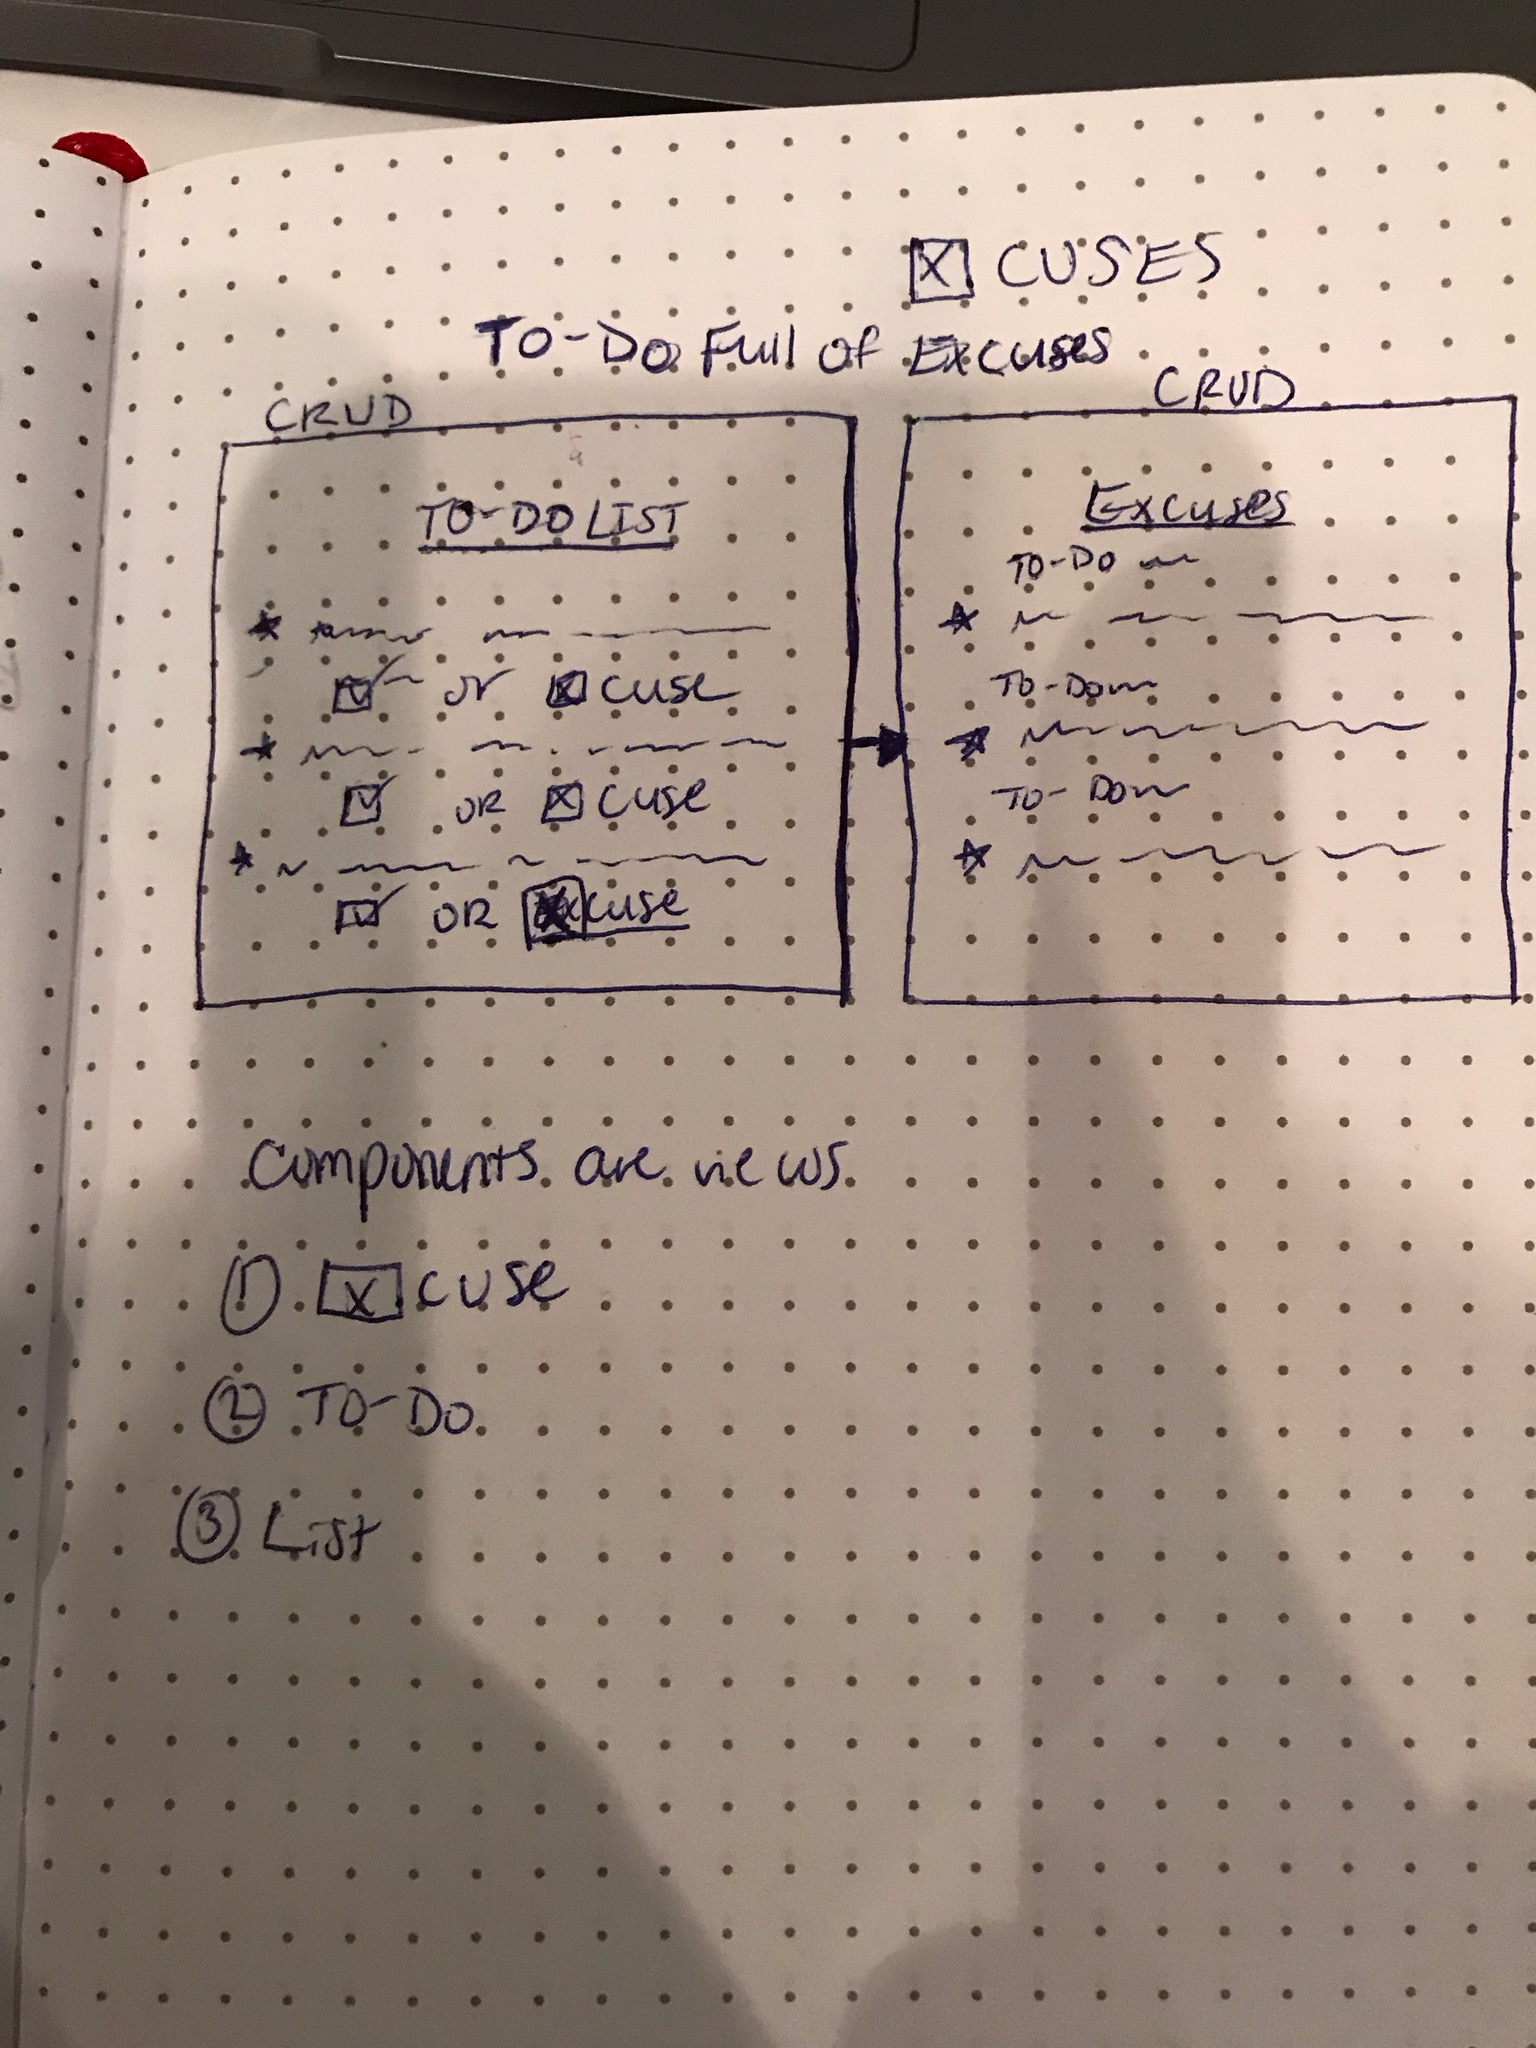 ☒ CUSES
TO-DO Full of Excuses
CRUD
TO-DO LIST
☑ or ☒ cuse
☑ OR ☒ cuse
☑ OR ☒cuse
CRUD
Excuses
TO-DO
TO-DO
TO-DO
Components are views
① ☒ cuse
② TO-DO
③ List